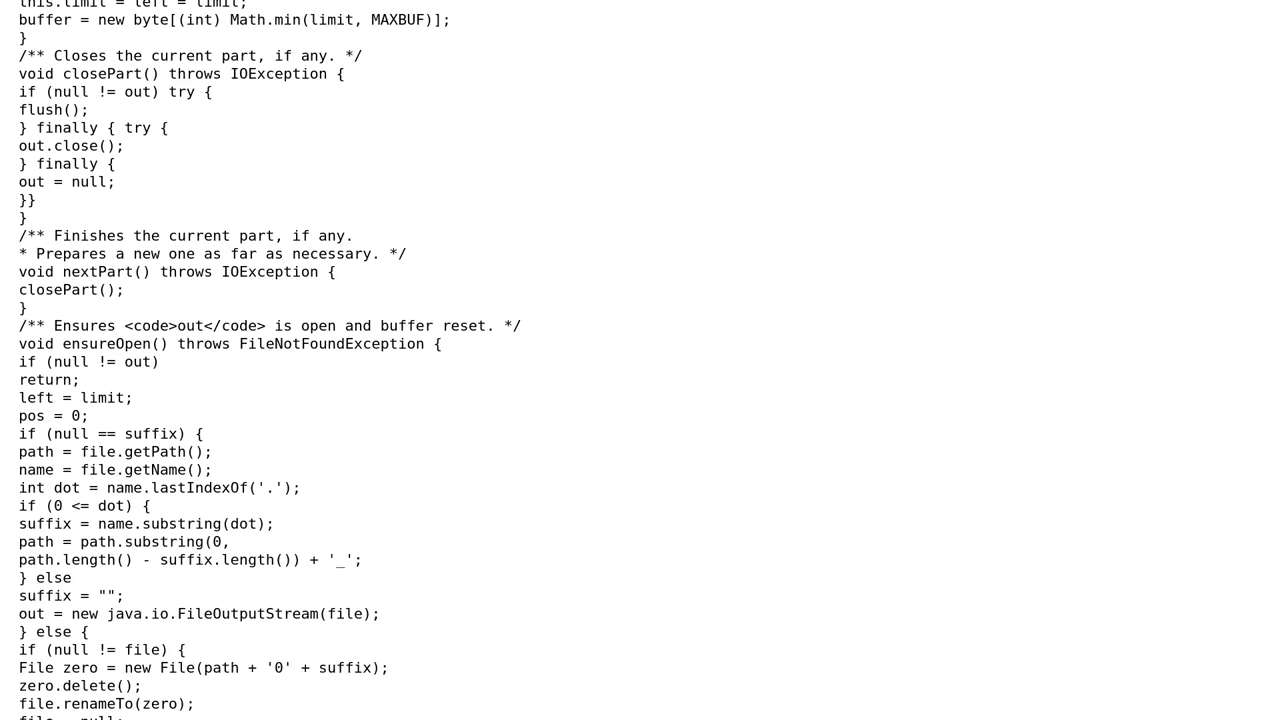 this.limit = left = limit;
buffer = new byte[(int) Math.min(limit, MAXBUF)];
}
/** Closes the current part, if any. */
void closePart() throws IOException {
if (null != out) try {
flush();
} finally { try {
out.close();
} finally {
out = null;
}}
}
/** Finishes the current part, if any.
* Prepares a new one as far as necessary. */
void nextPart() throws IOException {
closePart();
}
/** Ensures <code>out</code> is open and buffer reset. */
void ensureOpen() throws FileNotFoundException {
if (null != out)
return;
left = limit;
pos = 0;
if (null == suffix) {
path = file.getPath();
name = file.getName();
int dot = name.lastIndexOf('.');
if (0 <= dot) {
suffix = name.substring(dot);
path = path.substring(0,
path.length() - suffix.length()) + '_';
} else
suffix = "";
out = new java.io.FileOutputStream(file);
} else {
if (null != file) {
File zero = new File(path + '0' + suffix);
zero.delete();
file.renameTo(zero);
file = null;